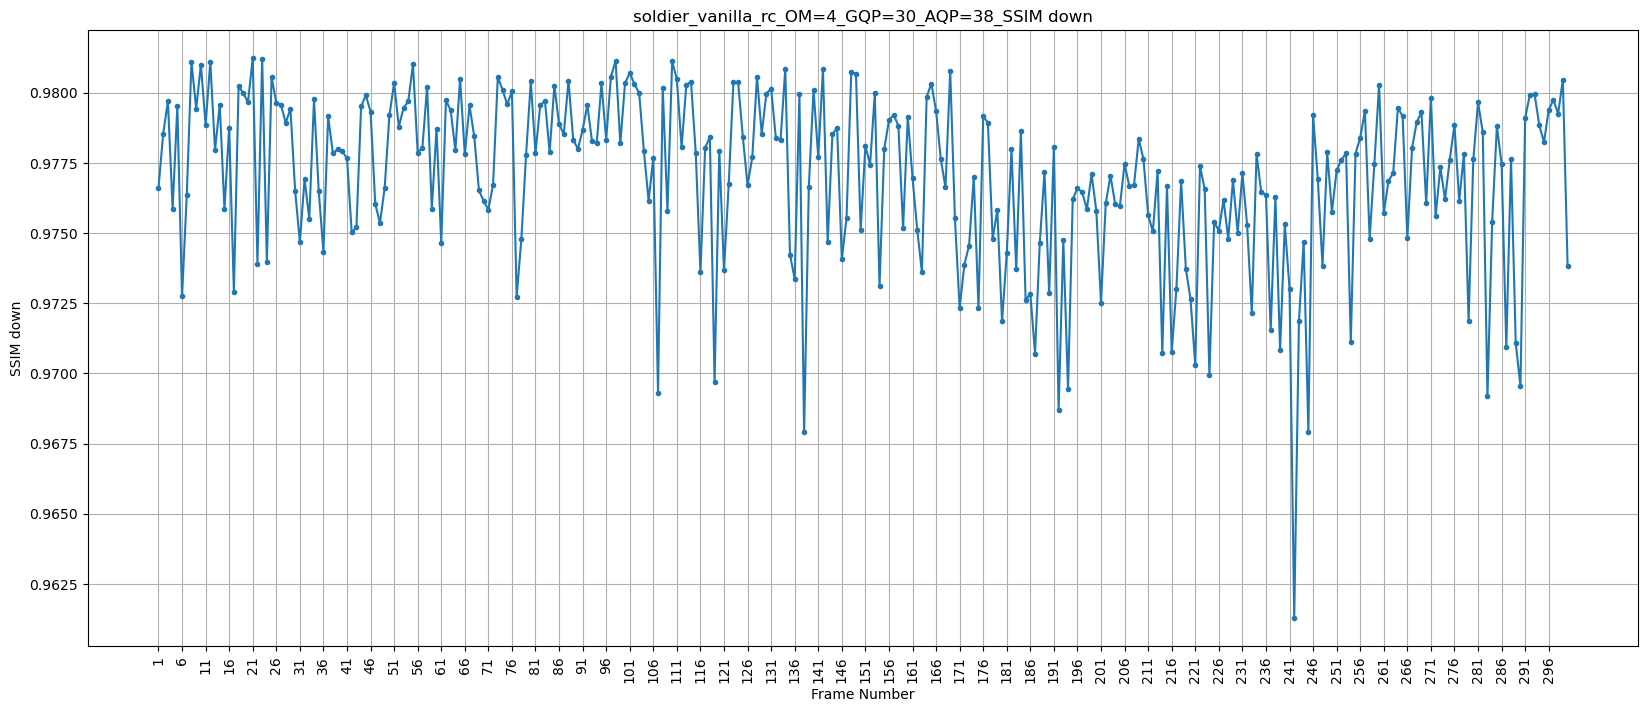 soldier_vanilla_rc_OM=4_GQP=30_AQP=38_SSIM down
SSIM down
0.9800
0.9775
0.9750
0.9725
0.9700
0.9675
0.9650
0.9625
1 6 11 16 21 26 31 36 41 46 51 56 61 66 71 76 81 86 91 96 101 106 111 116 121 126 131 136 141 146 151 156 161 166 171 176 181 186 191 196 201 206 211 216 221 226 231 236 241 246 251 256 261 266 271 276 281 286 291 296
Frame Number